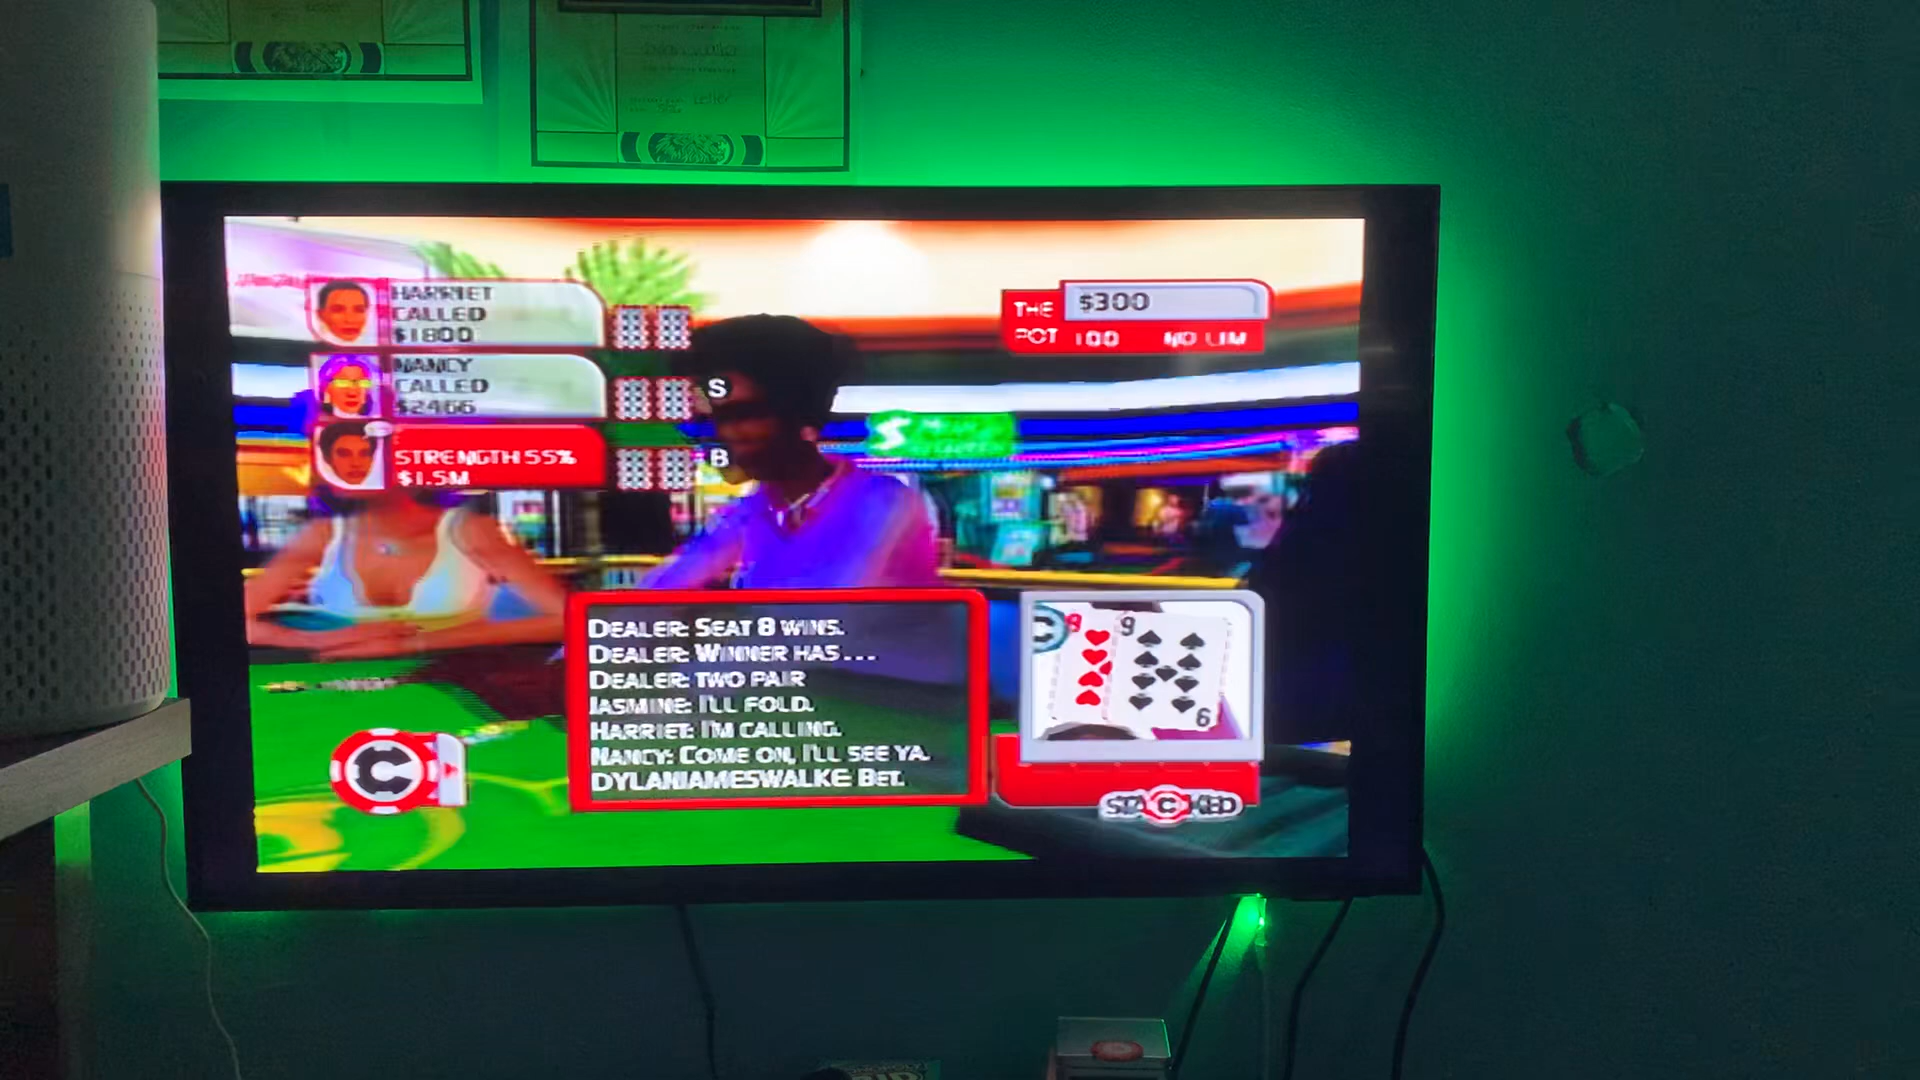 HARRIET
CALLED
$1800
NANCY
CALLED
$2466
STRENGTH 55%
$1.5M
S
B
THE
POT
$300
100 NO LIM
DEALER: SEAT 8 WINS.
DEALER: WINNER HAS...
DEALER: TWO PAIR
JASMINE: I'LL FOLD.
HARRIET: I'M CALLING.
NANCY: COME ON, I'LL SEE YA.
DYLANJAMESWALKE: BET.
C
8
9
9
C
STACKED